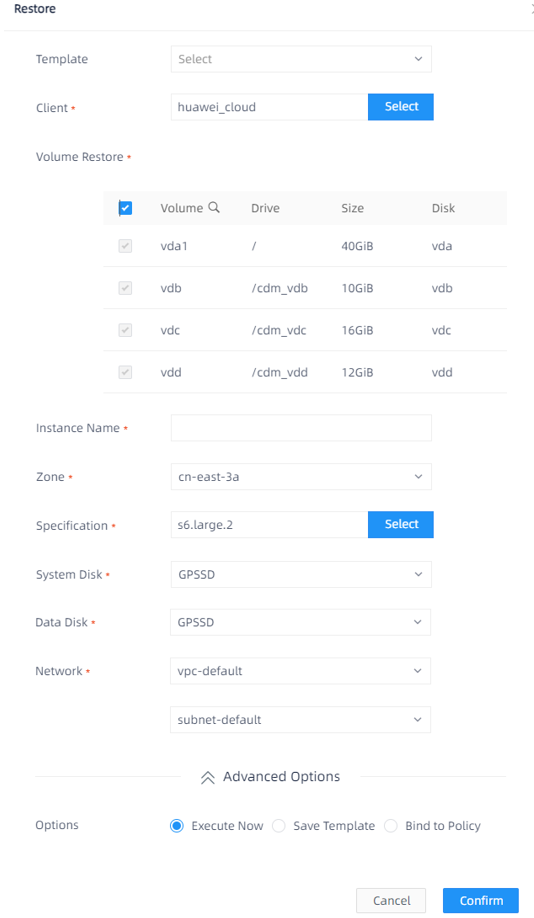 Restore
Template Select
Client * huawei_cloud Select
Volume Restore *
Volume Drive Size Disk
vda1 / 40GiB vda
vdb /cdm_vdb 10GiB vdb
vdc /cdm_vdc 16GiB vdc
vdd /cdm_vdd 12GiB vdd
Instance Name *
Zone * cn-east-3a
Specification * s6.large.2 Select
System Disk * GPSSD
Data Disk * GPSSD
Network * vpc-default
subnet-default
Advanced Options
Options Execute Now Save Template Bind to Policy
Cancel Confirm